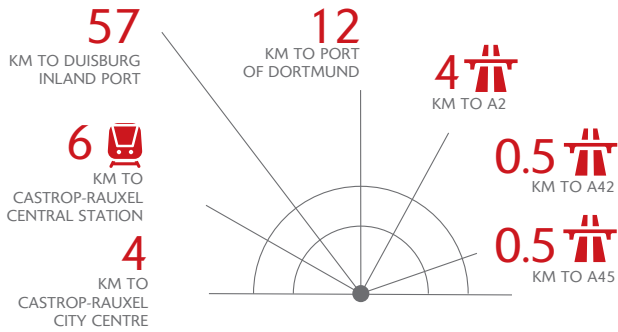 57
KM TO DUISBURG
INLAND PORT
12
KM TO PORT
OF DORTMUND
4
KM TO A2
6
KM TO
CASTROP-RAUXEL
CENTRAL STATION
0.5
KM TO A42
4
KM TO
CASTROP-RAUXEL
CITY CENTRE
0.5
KM TO A45